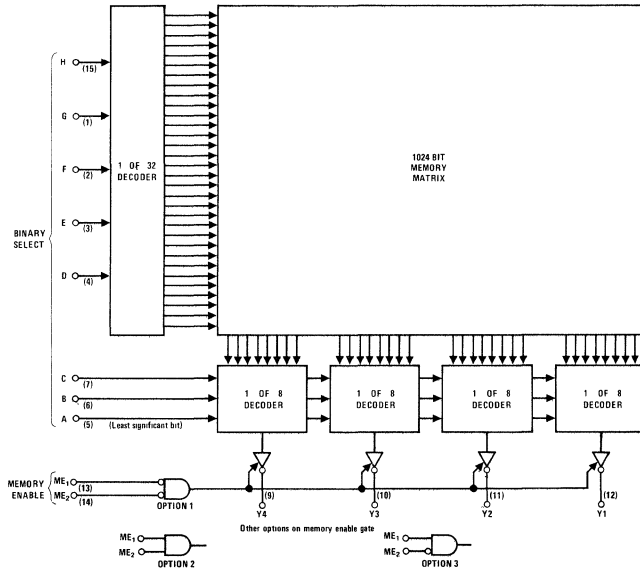 H
(15)
G
(1)
F
(2)
E
(3)
D
(4)
BINARY
SELECT
1 OF 32
DECODER
1024 BIT
MEMORY
MATRIX
C
(7)
B
(6)
A
(5)
(Least significant bit)
1 OF 8
DECODER
1 OF 8
DECODER
1 OF 8
DECODER
1 OF 8
DECODER
MEMORY
ENABLE
ME1
(13)
ME2
(14)
OPTION 1
(9)
(10)
(11)
(12)
Y4
Y3
Y2
Y1
Other options on memory enable gate
ME1
ME2
OPTION 2
ME1
ME2
OPTION 3